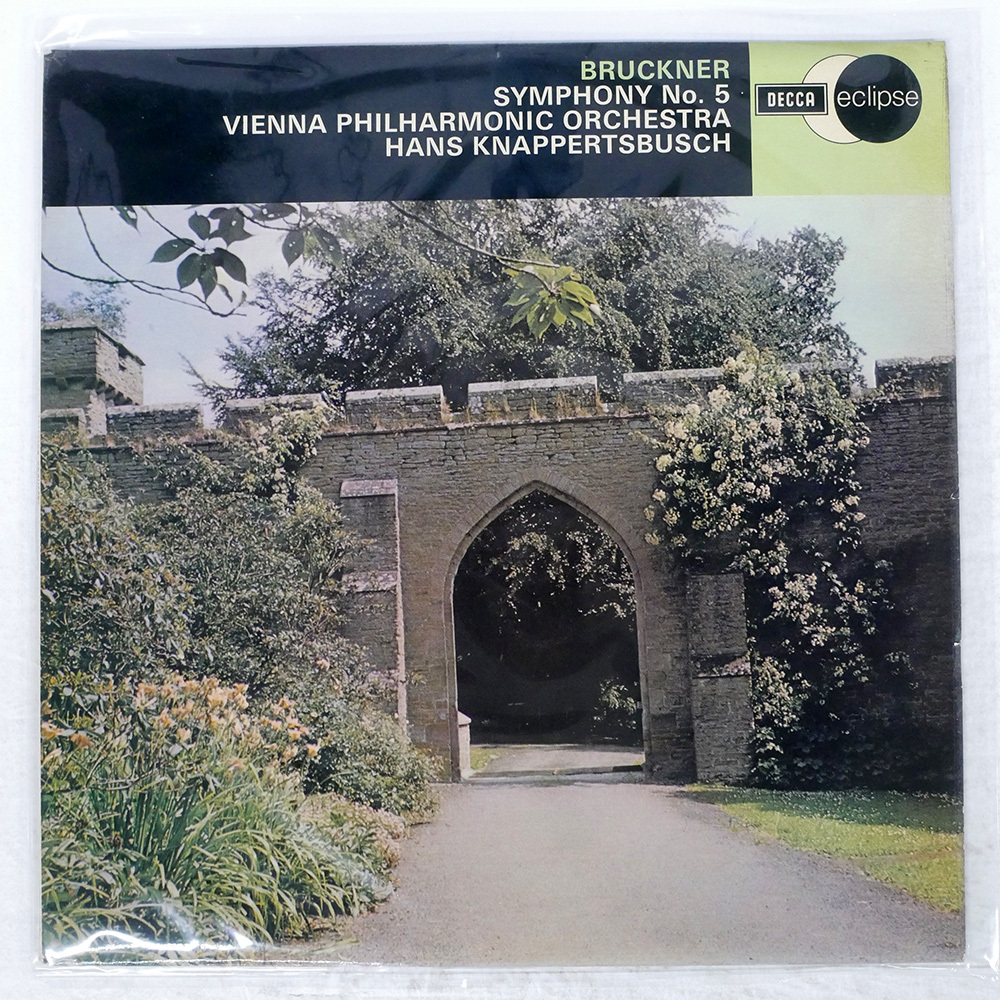 BRUCKNER
SYMPHONY No. 5
VIENNA PHILHARMONIC ORCHESTRA
HANS KNAPPERTSBUSCH
DECCA eclipse